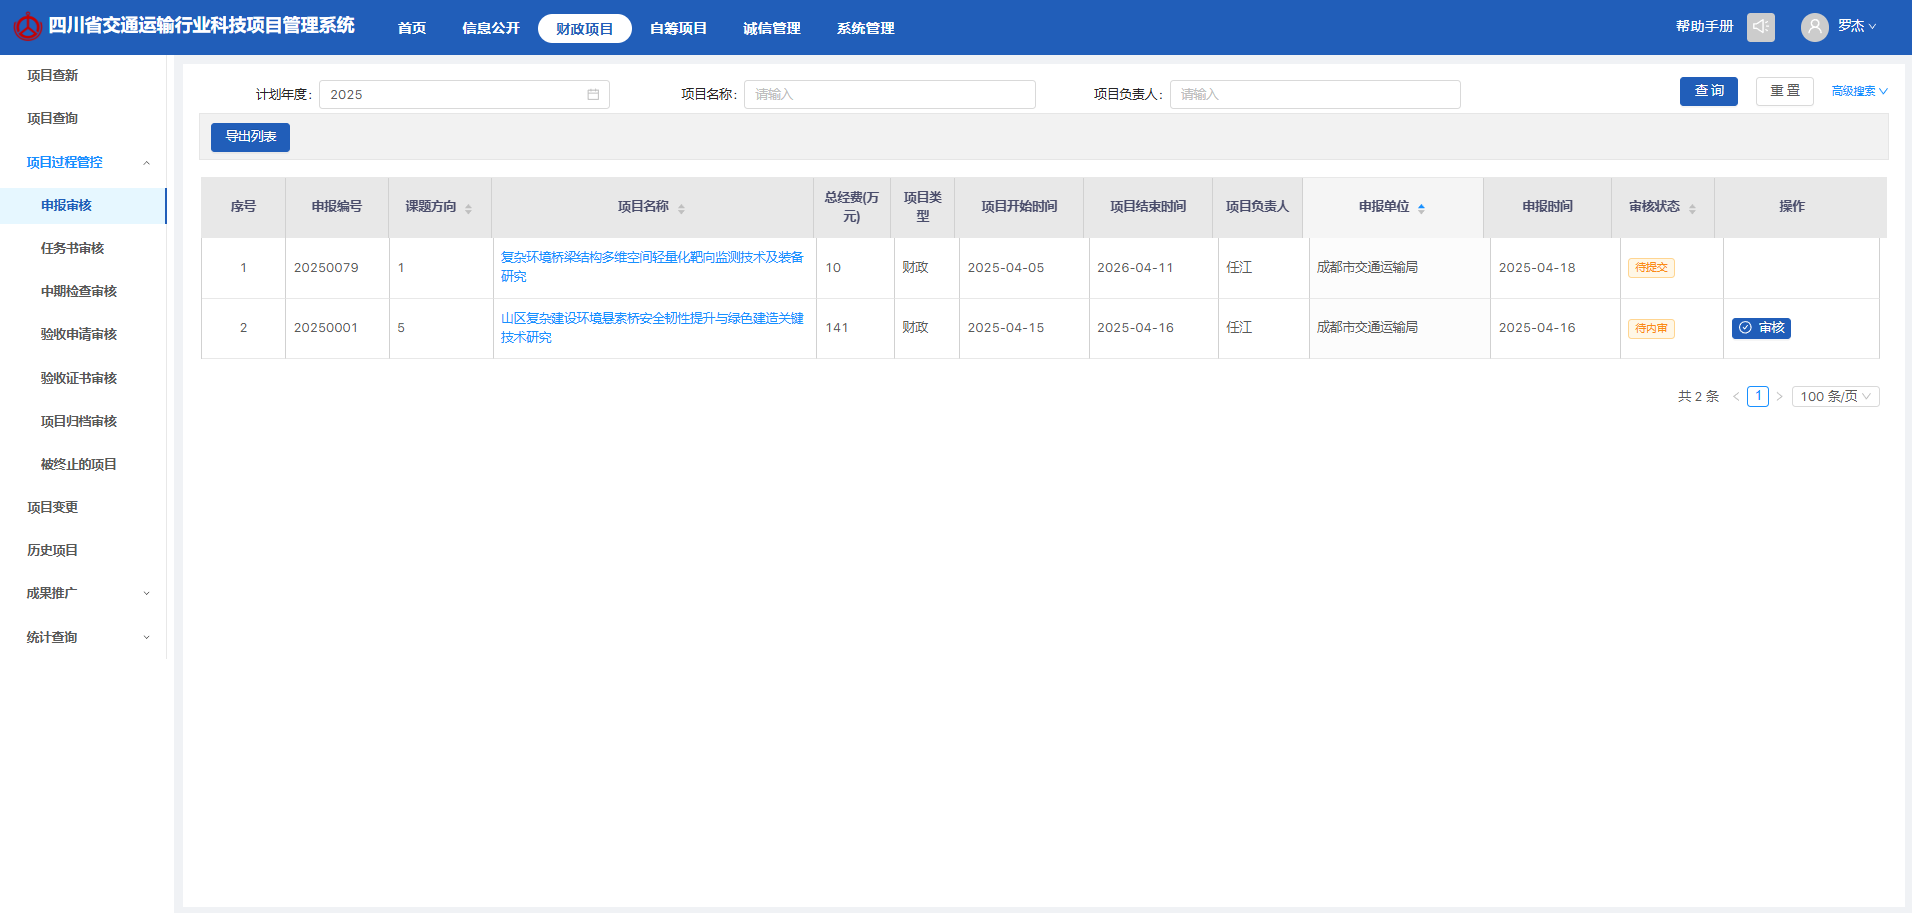 四川省交通运输行业科技项目管理系统 首页 信息公开 财政项目 自筹项目 诚信管理 系统管理 帮助手册 罗杰
项目查新
项目查询
项目过程管控
申报审核
任务书审核
中期检查审核
验收申请审核
验收证书审核
项目归档审核
被终止的项目
项目变更
历史项目
成果推广
统计查询
计划年度: 2025 项目名称: 请输入 项目负责人: 请输入 查 询 重 置 高级搜索
导出列表
序号 申报编号 课题方向 项目名称 总经费(万元) 项目类型 项目开始时间 项目结束时间 项目负责人 申报单位 申报时间 审核状态 操作
1 20250079 1 复杂环境桥梁结构多维空间轻量化靶向监测技术及装备研究 10 财政 2025-04-05 2026-04-11 任江 成都市交通运输局 2025-04-18 待提交
2 20250001 5 山区复杂建设环境悬索桥安全韧性提升与绿色建造关键技术研究 141 财政 2025-04-15 2025-04-16 任江 成都市交通运输局 2025-04-16 待内审 审核
共 2 条 1 100 条/页